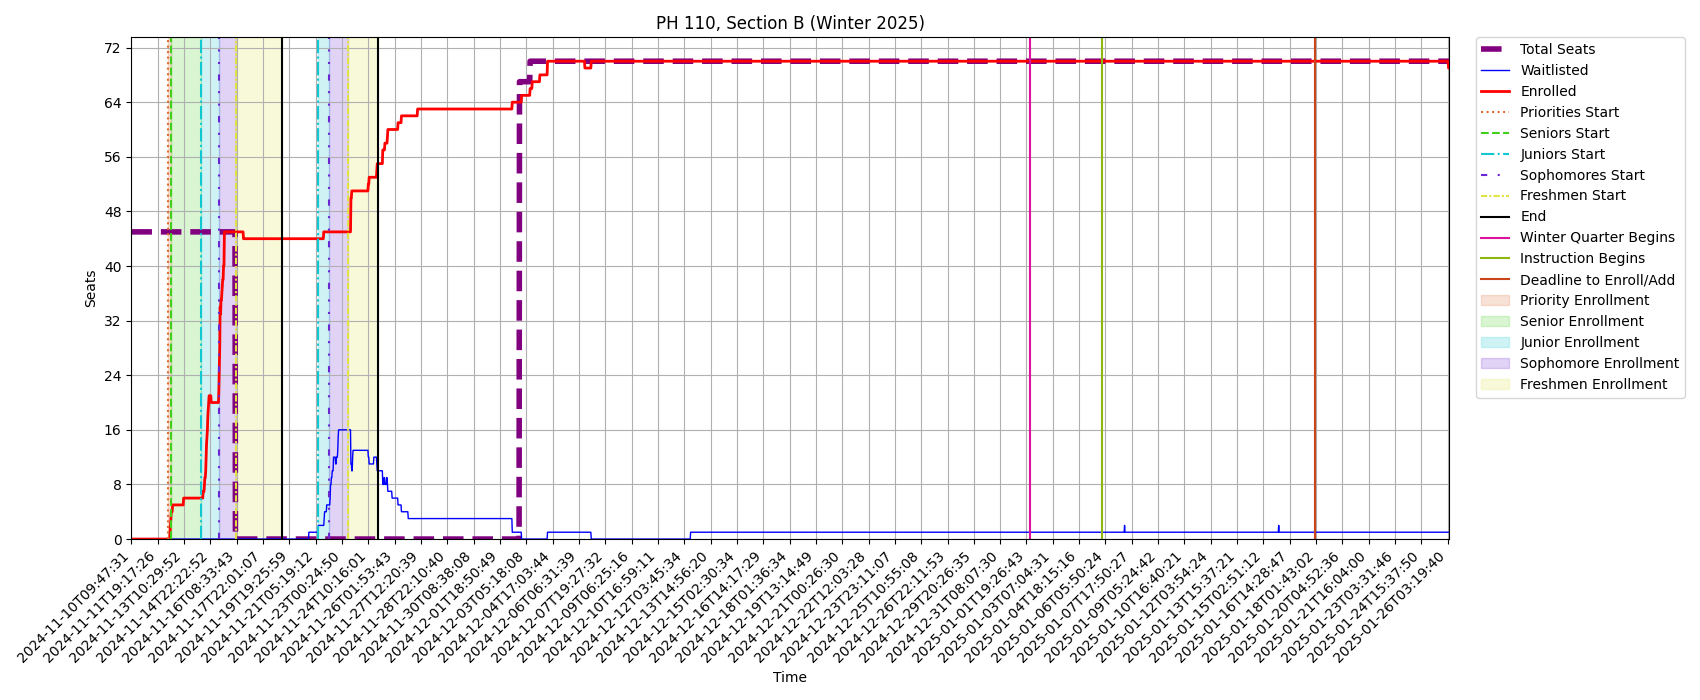 PH 110, Section B (Winter 2025)
Seats
72
64
56
48
40
32
24
16
8
0
2024-11-10T09:47:31
2024-11-11T19:17:26
2024-11-13T10:29:52
2024-11-14T22:22:52
2024-11-16T08:33:43
2024-11-17T22:01:07
2024-11-19T19:25:59
2024-11-21T05:19:12
2024-11-23T00:24:50
2024-11-24T10:16:01
2024-11-26T01:53:43
2024-11-27T12:20:39
2024-11-28T22:10:40
2024-11-30T08:38:08
2024-12-01T18:50:49
2024-12-03T05:18:08
2024-12-04T17:03:44
2024-12-06T06:31:39
2024-12-07T19:27:32
2024-12-09T06:25:16
2024-12-10T16:59:11
2024-12-12T03:45:34
2024-12-13T14:56:20
2024-12-15T02:30:34
2024-12-16T14:17:29
2024-12-18T01:36:34
2024-12-19T13:14:49
2024-12-21T00:26:30
2024-12-22T12:03:28
2024-12-23T23:11:07
2024-12-25T10:55:08
2024-12-26T22:11:53
2024-12-29T20:26:35
2024-12-31T08:07:30
2025-01-01T19:26:43
2025-01-03T07:04:31
2025-01-04T18:15:16
2025-01-06T05:50:24
2025-01-07T17:50:27
2025-01-09T05:24:42
2025-01-10T16:40:21
2025-01-12T03:54:24
2025-01-13T15:37:21
2025-01-15T02:51:12
2025-01-16T14:28:47
2025-01-18T01:43:02
2025-01-20T04:52:36
2025-01-21T16:04:00
2025-01-23T03:31:46
2025-01-24T15:37:50
2025-01-26T03:19:40
Time
Total Seats
Waitlisted
Enrolled
Priorities Start
Seniors Start
Juniors Start
Sophomores Start
Freshmen Start
End
Winter Quarter Begins
Instruction Begins
Deadline to Enroll/Add
Priority Enrollment
Senior Enrollment
Junior Enrollment
Sophomore Enrollment
Freshmen Enrollment